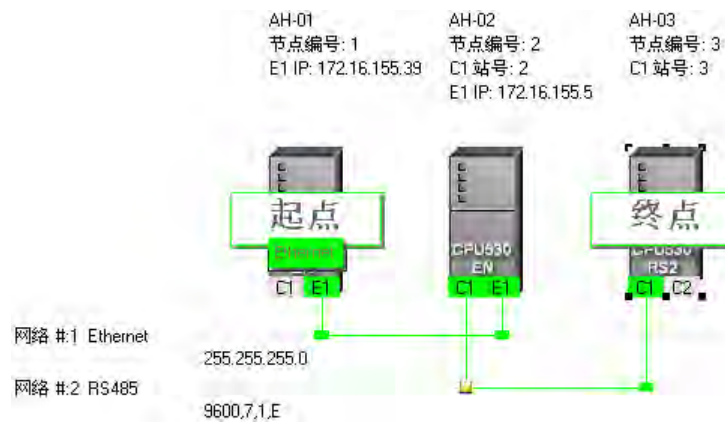 AH-01
节点编号: 1
E1 IP: 172.16.155.39
AH-02
节点编号: 2
C1 站号: 2
E1 IP: 172.16.155.5
AH-03
节点编号: 3
C1 站号: 3
起点
终点
CPU530
EN
CPU530
RS2
C1 E1
C1 E1
C1 C2
网络 #:1 Ethernet
255.255.255.0
网络 #:2 RS485
9600,7,1,E